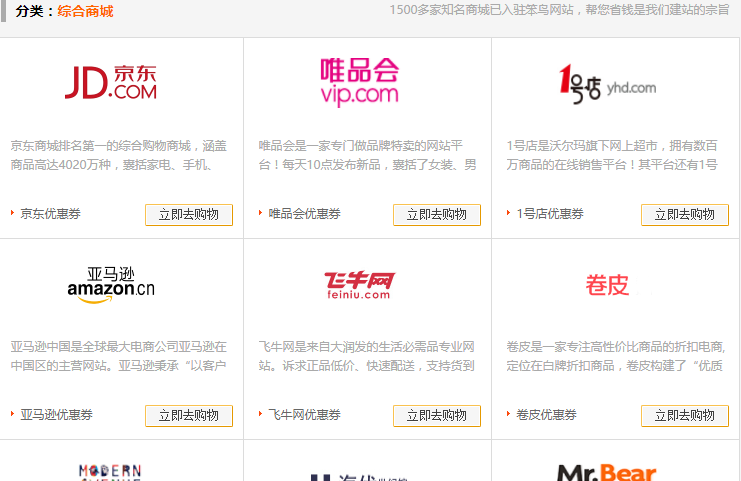 分类：综合商城
1500多家知名商城已入驻笨鸟网站，帮您省钱是我们建站的宗旨
JD.京东
.COM
唯品会
vip.com
1号店 yhd.com
京东商城排名第一的综合购物商城，涵盖
商品高达4020万种，囊括家电、手机、
唯品会是一家专门做品牌特卖的网站平
台！每天10点发布新品，囊括了女装、男
1号店是沃尔玛旗下网上超市，拥有数百
万商品的在线销售平台！其平台还有1号
京东优惠券
立即去购物
唯品会优惠券
立即去购物
1号店优惠券
立即去购物
亚马逊
amazon.cn
飞牛网
feiniu.com
卷皮
亚马逊中国是全球最大电商公司亚马逊在
中国区的主营网站。亚马逊秉承“以客户
飞牛网是来自大润发的生活必需品专业网
站。诉求正品低价、快速配送，支持货到
卷皮是一家专注高性价比商品的折扣电商,
定位在白牌折扣商品，卷皮构建了“优质
亚马逊优惠券
立即去购物
飞牛网优惠券
立即去购物
卷皮优惠券
立即去购物
MODERN
Mr.Bear